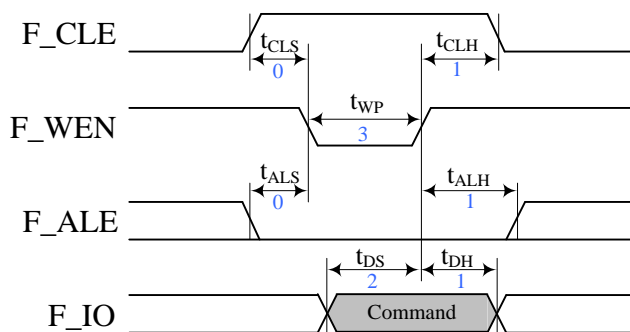 F_CLE
tCLS
0
tCLH
1
F_WEN
tWP
3
tALS
0
tALH
1
F_ALE
tDS
2
tDH
1
F_IO
Command